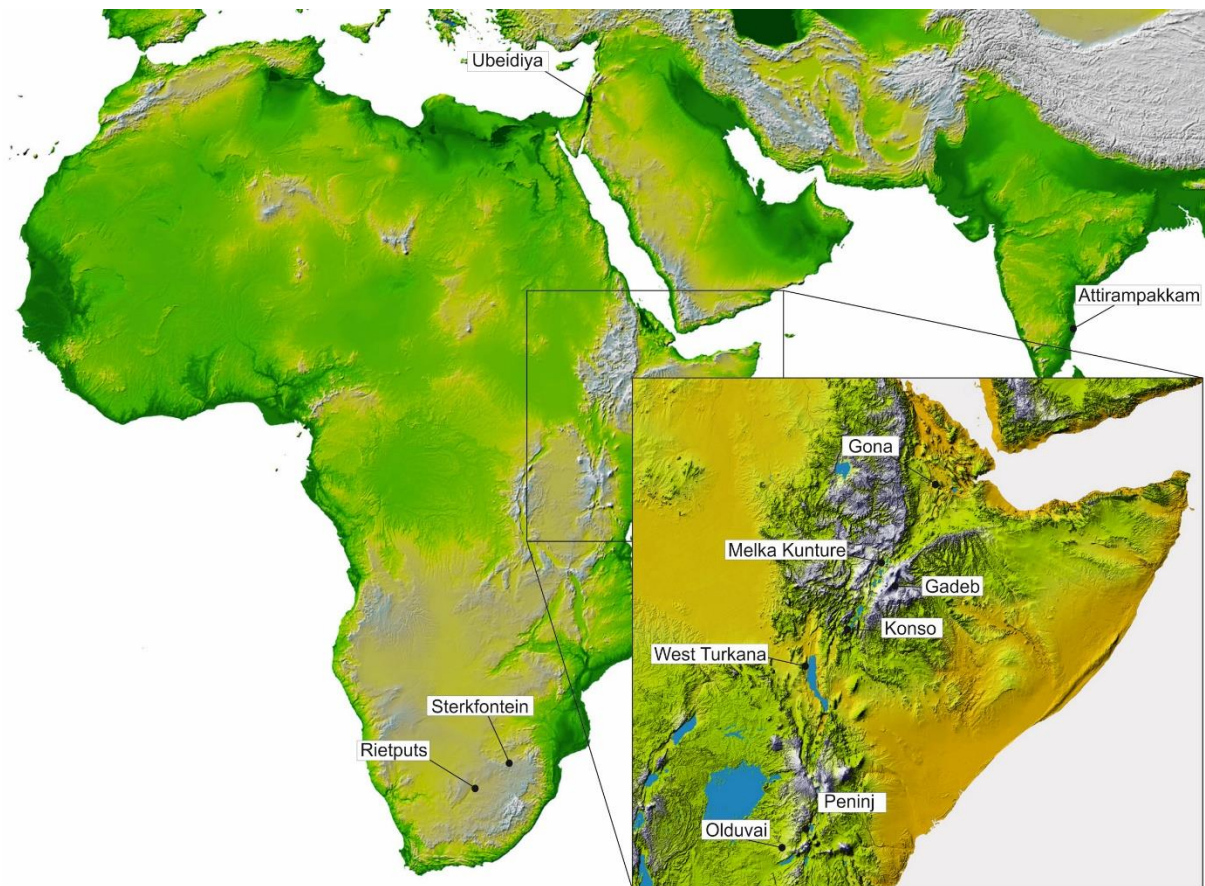 Ubeidiya
Attirampakkam
Gona
Melka Kunture
Gadeb
Konso
West Turkana
Sterkfontein
Rietputs
Peninj
Olduvai